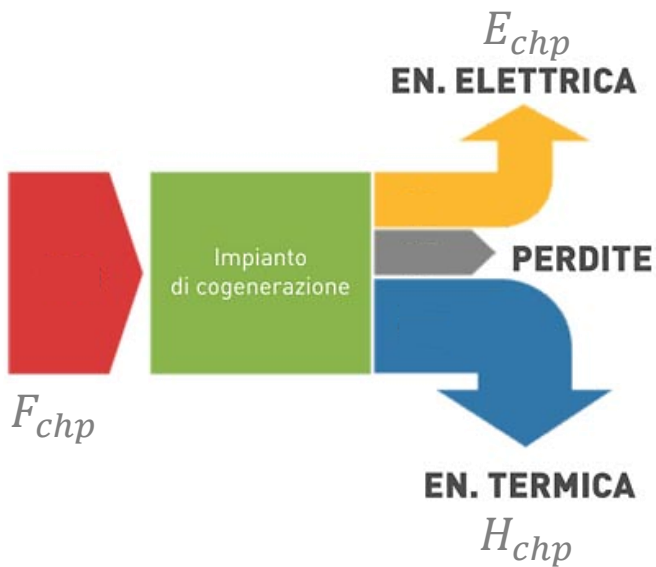 E_chp
EN. ELETTRICA
Impianto
di cogenerazione
PERDITE
F_chp
EN. TERMICA
H_chp